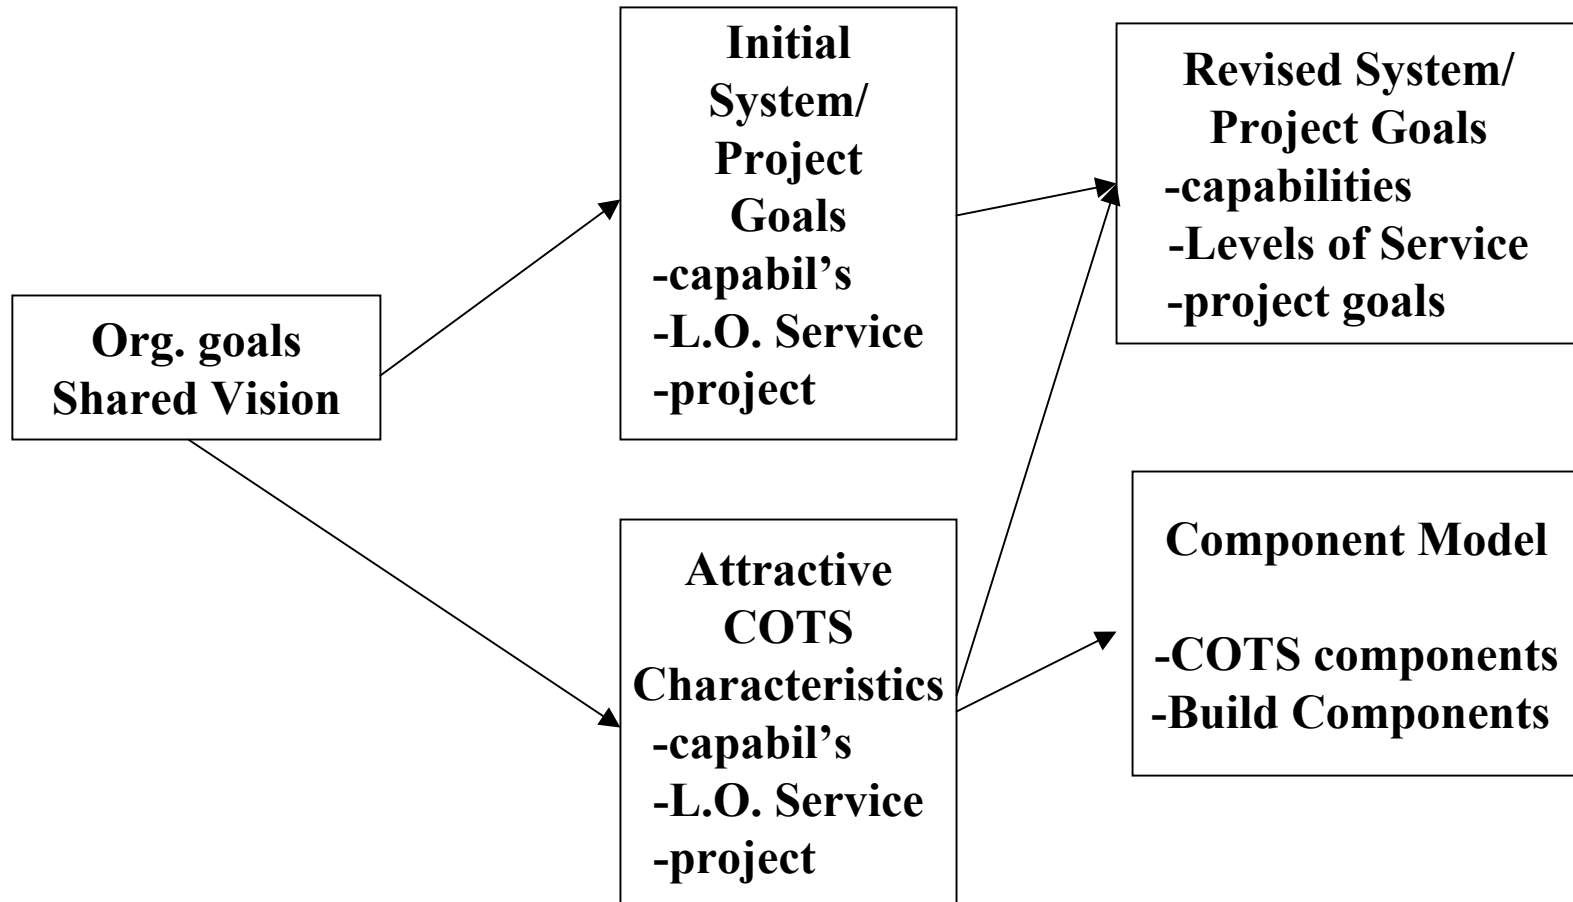 Org. goals
Shared Vision
Initial
System/
Project
Goals
-capabil’s
-L.O. Service
-project
Attractive
COTS
Characteristics
-capabil’s
-L.O. Service
-project
Revised System/
Project Goals
-capabilities
-Levels of Service
-project goals
Component Model
-COTS components
-Build Components